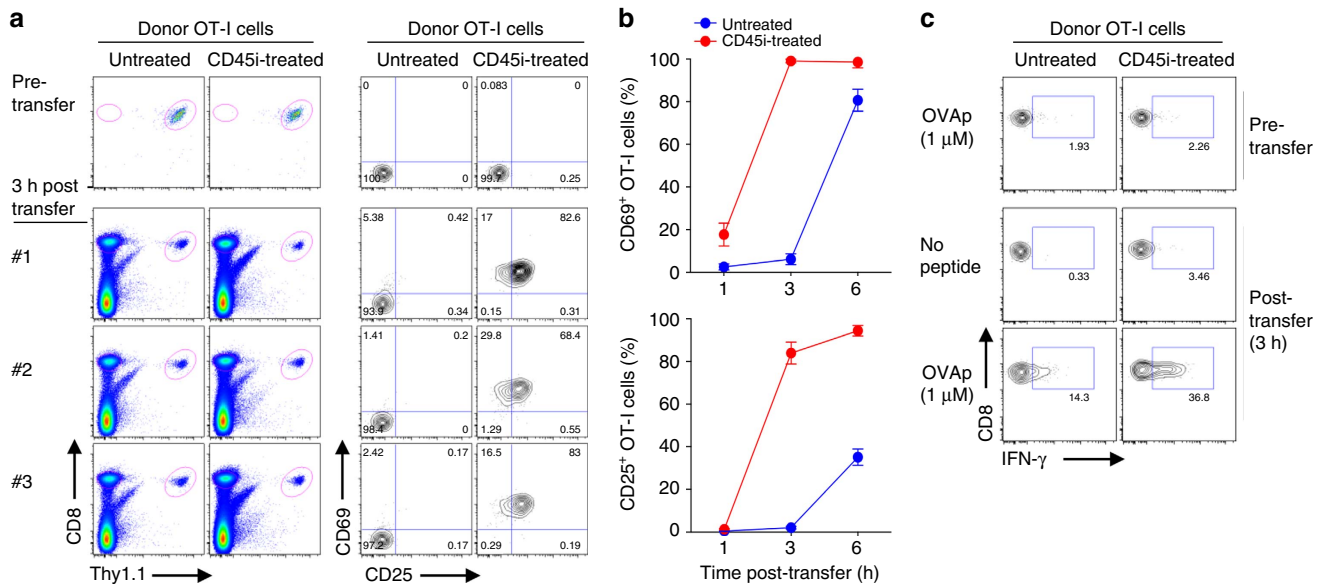 a
Donor OT-I cells
Untreated CD45i-treated
Pre-
transfer
3 h post
transfer
#1
#2
#3
CD8
Thy1.1
Donor OT-I cells
Untreated CD45i-treated
0 0 0.083 0
100 0 99.7 0.25
5.38 0.42 17 82.6
93.9 0.34 0.15 0.31
1.41 0.2 29.8 68.4
98.4 0 1.29 0.55
2.42 0.17 16.5 83
97.2 0.17 0.29 0.19
CD69
CD25
b
Untreated
CD45i-treated
CD69+ OT-I cells (%)
100
80
60
40
20
0
1 3 6
CD25+ OT-I cells (%)
100
80
60
40
20
0
1 3 6
Time post-transfer (h)
c
Donor OT-I cells
Untreated CD45i-treated
OVAp
(1 μM)
1.93 2.26
Pre-
transfer
No
peptide
0.33 3.46
Post-
transfer
(3 h)
OVAp
(1 μM)
14.3 36.8
CD8
IFN-γ